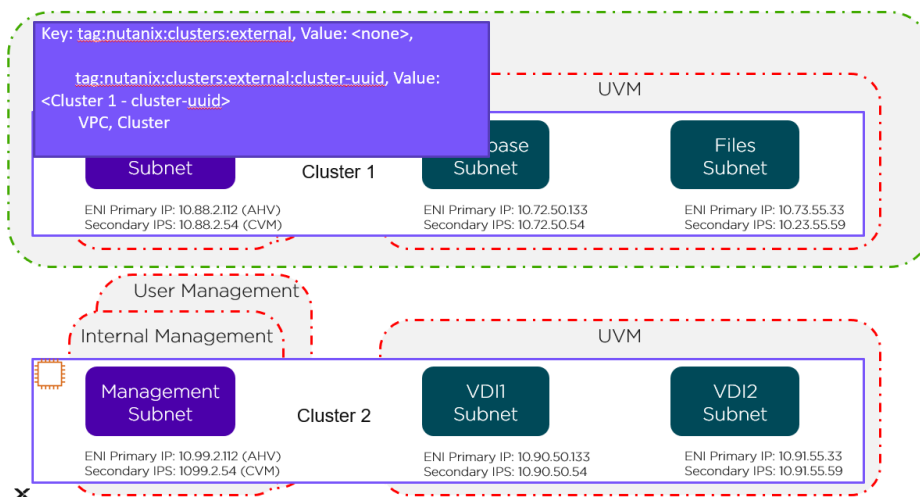 Key: tag:nutanix:clusters:external, Value: <none>,
tag:nutanix:clusters:external:cluster-uuid, Value:
<Cluster 1 - cluster-uuid>
VPC, Cluster
UVM
Subnet
Cluster 1
base
Subnet
Files
Subnet
ENI Primary IP: 10.88.2.112 (AHV)
Secondary IPS: 10.88.2.54 (CVM)
ENI Primary IP: 10.72.50.133
Secondary IPS: 10.72.50.54
ENI Primary IP: 10.73.55.33
Secondary IPS: 10.23.55.59
User Management
Internal Management
UVM
Management
Subnet
Cluster 2
VDI1
Subnet
VDI2
Subnet
ENI Primary IP: 10.99.2.112 (AHV)
Secondary IPS: 1099.2.54 (CVM)
ENI Primary IP: 10.90.50.133
Secondary IPS: 10.90.50.54
ENI Primary IP: 10.91.55.33
Secondary IPS: 10.91.55.59